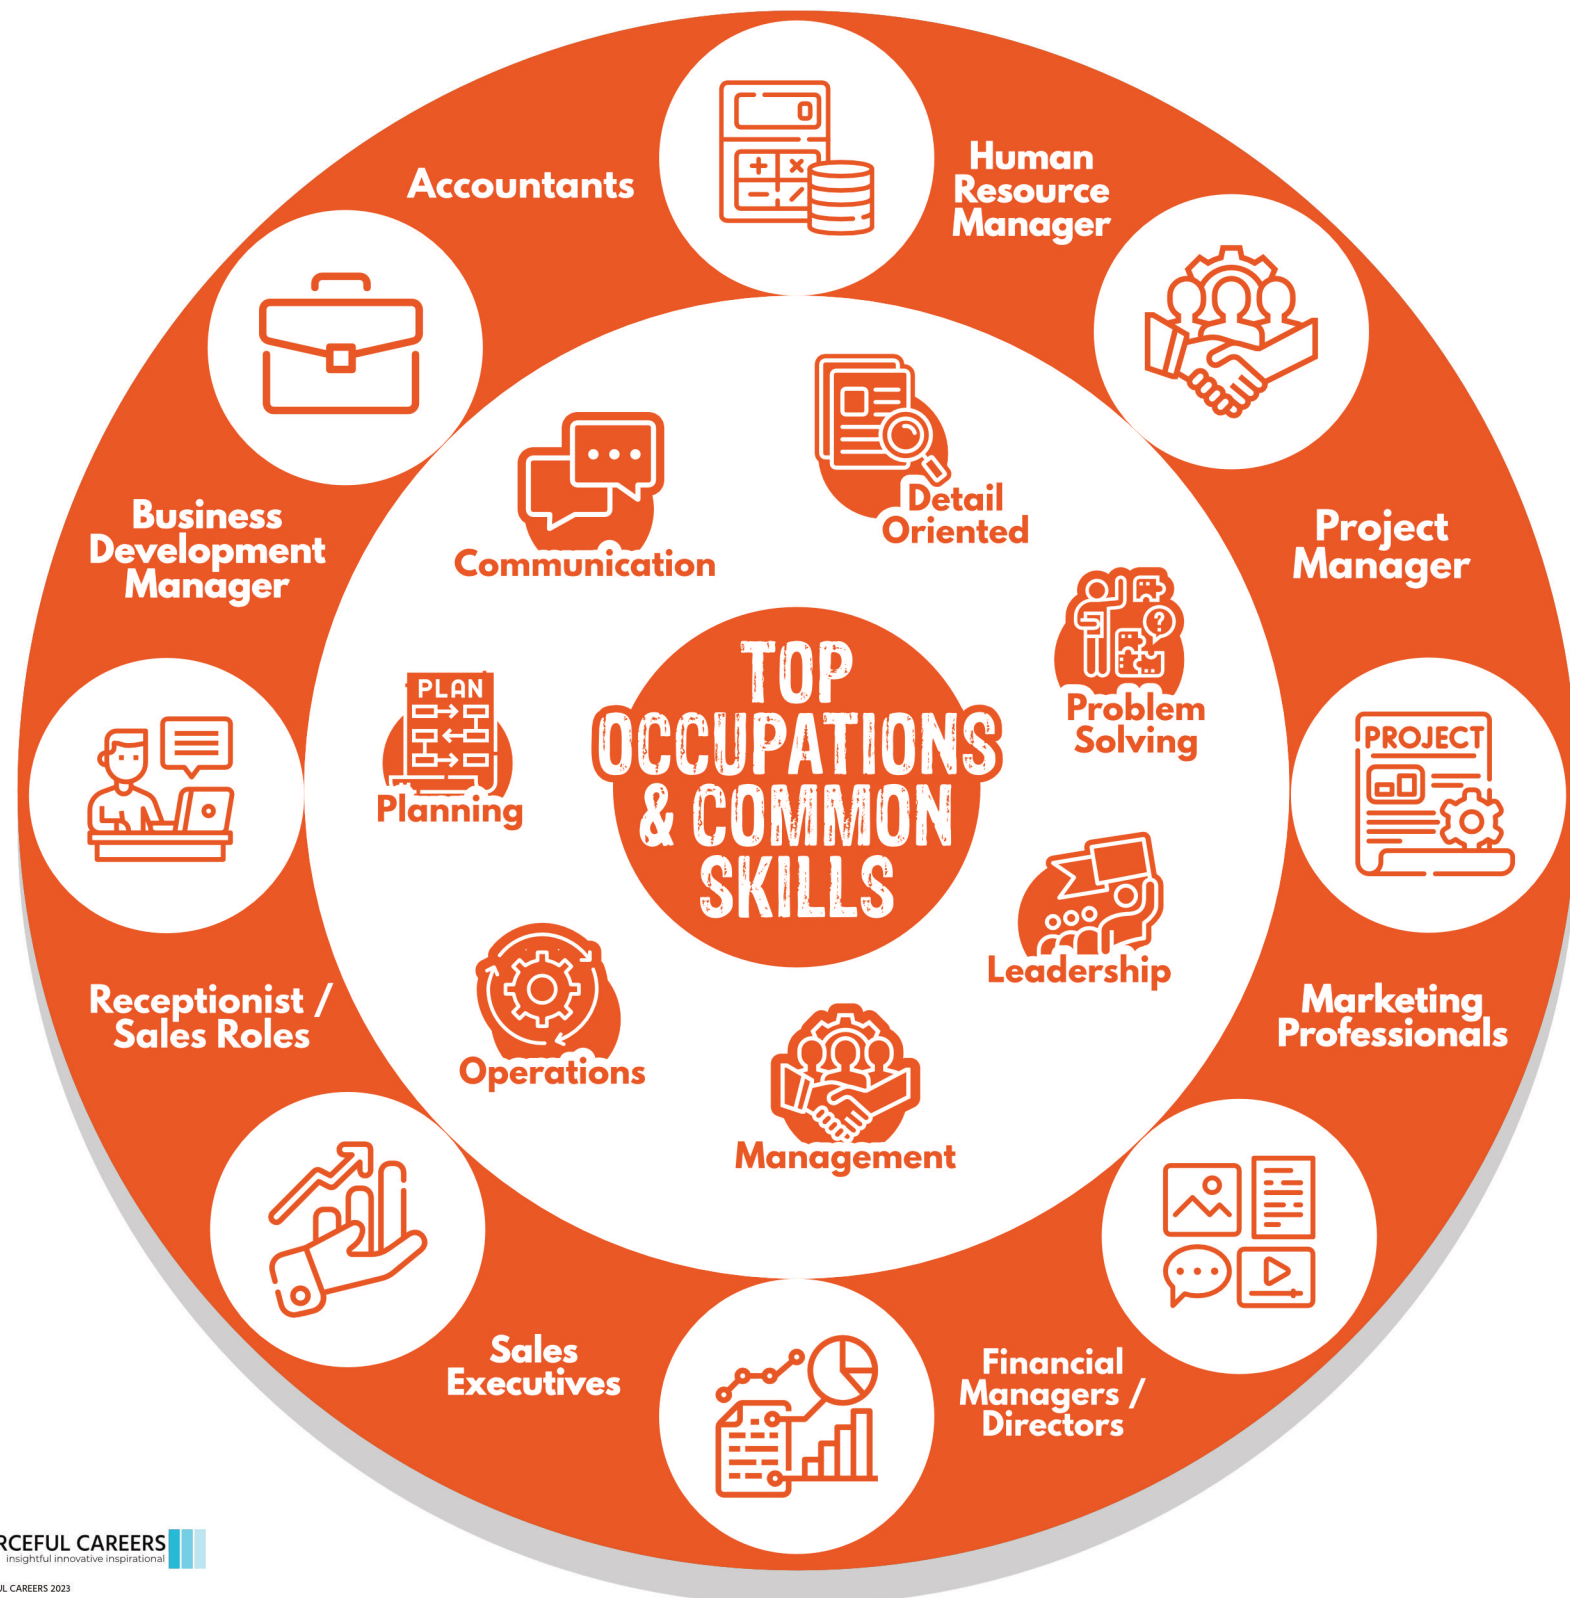 Accountants
Human
Resource
Manager
Business
Development
Manager
Project
Manager
Receptionist /
Sales Roles
Marketing
Professionals
Sales
Executives
Financial
Managers /
Directors
Communication
Detail
Oriented
Problem
Solving
PLAN
Planning
Leadership
Operations
Management
TOP
OCCUPATIONS
& COMMON
SKILLS
PROJECT
RCEFUL CAREERS
insightful innovative inspirational
UL CAREERS 2023